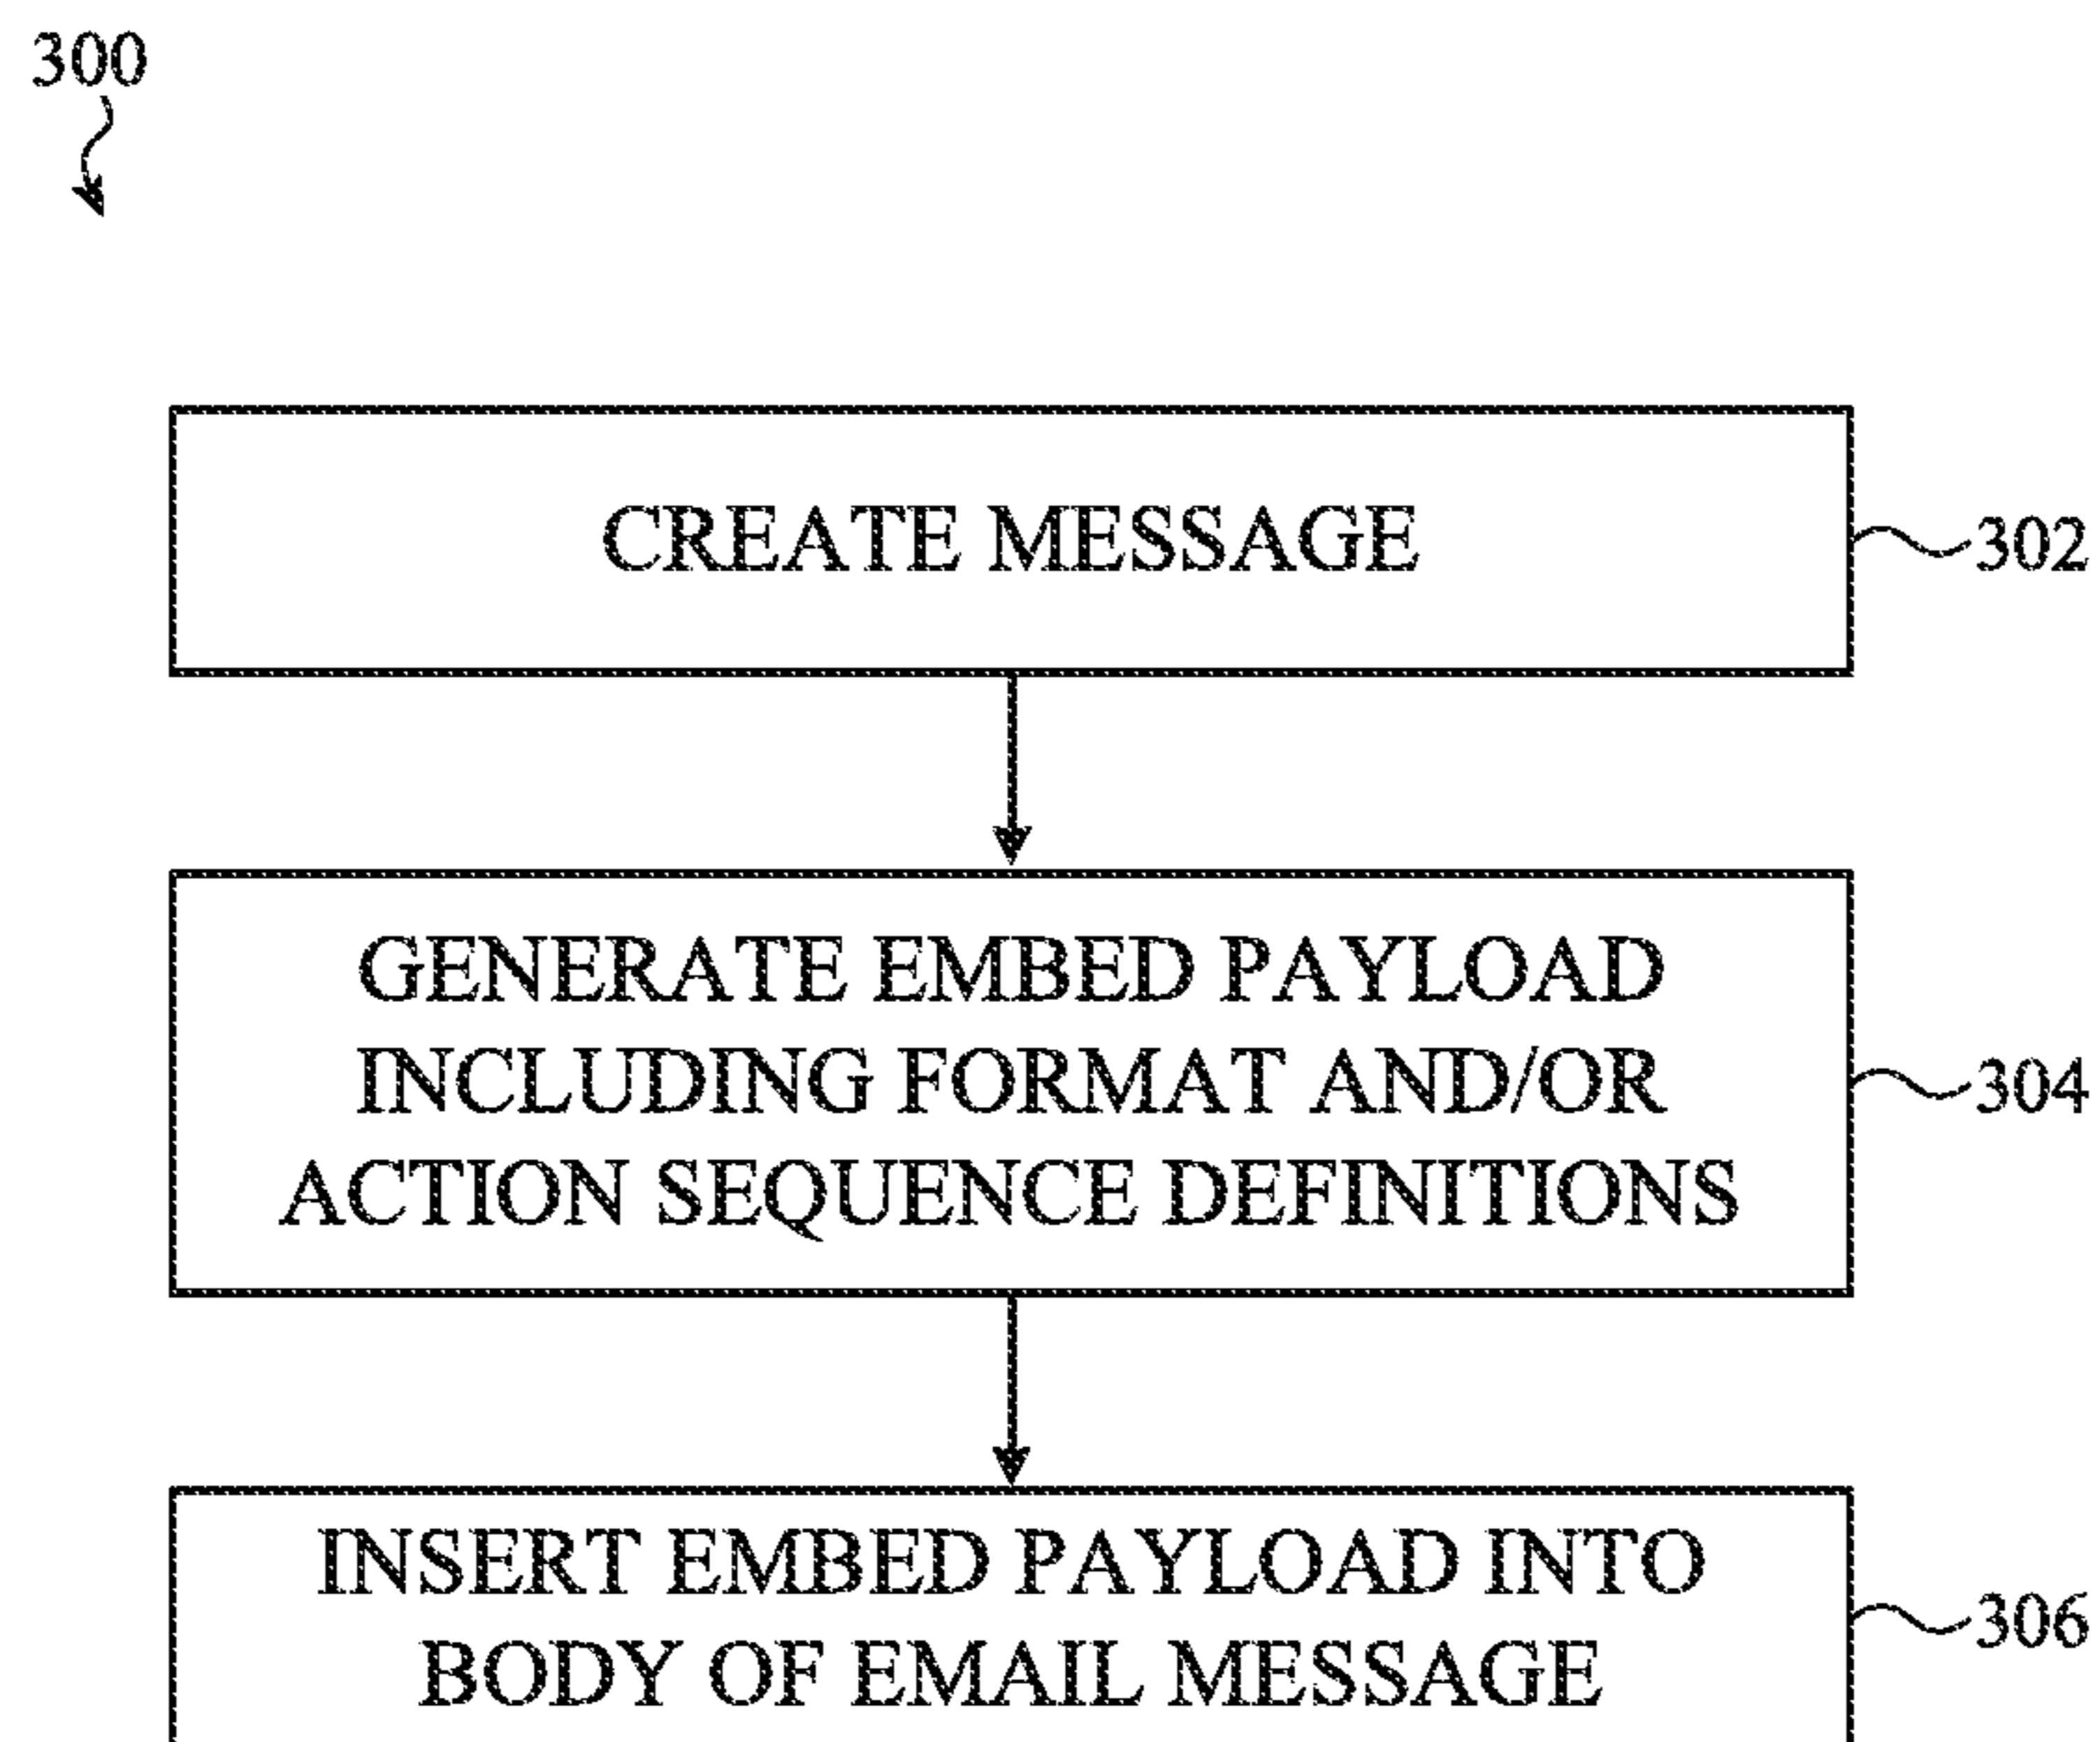 300
CREATE MESSAGE
302
GENERATE EMBED PAYLOAD
INCLUDING FORMAT AND/OR
ACTION SEQUENCE DEFINITIONS
304
INSERT EMBED PAYLOAD INTO
BODY OF EMAIL MESSAGE
306